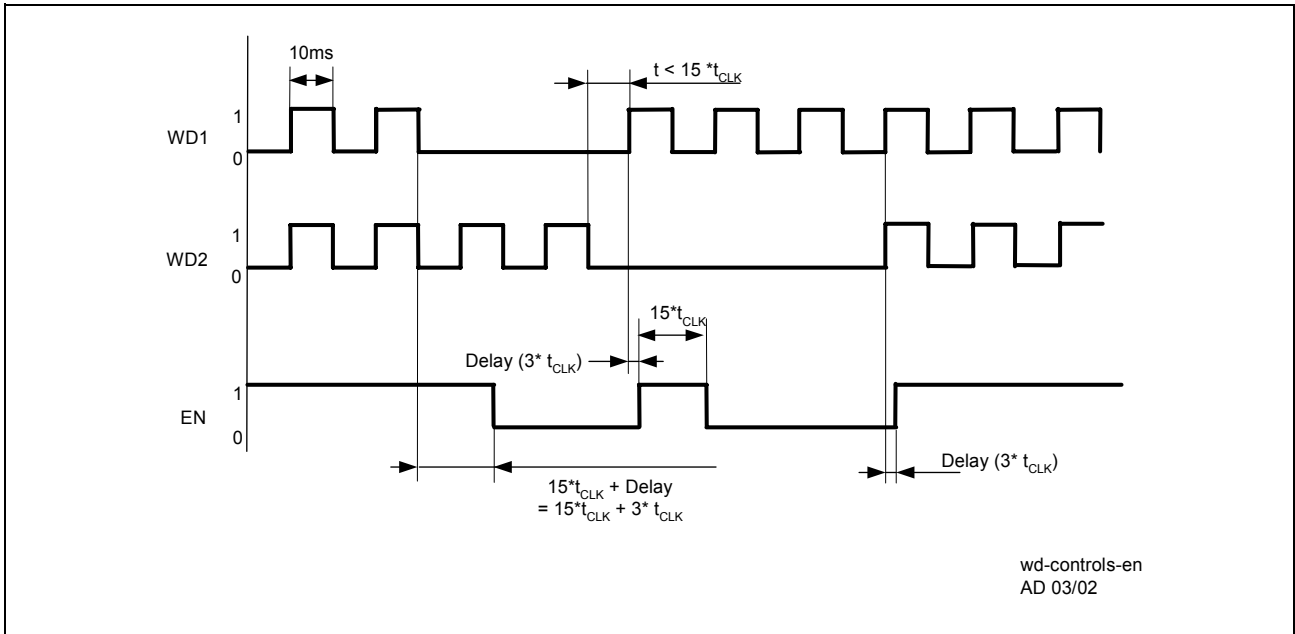 10ms
t < 15 *tCLK
1
WD1
0
1
WD2
0
15*tCLK
Delay (3* tCLK)
1
EN
0
Delay (3* tCLK)
15*tCLK + Delay
= 15*tCLK + 3* tCLK
wd-controls-en
AD 03/02